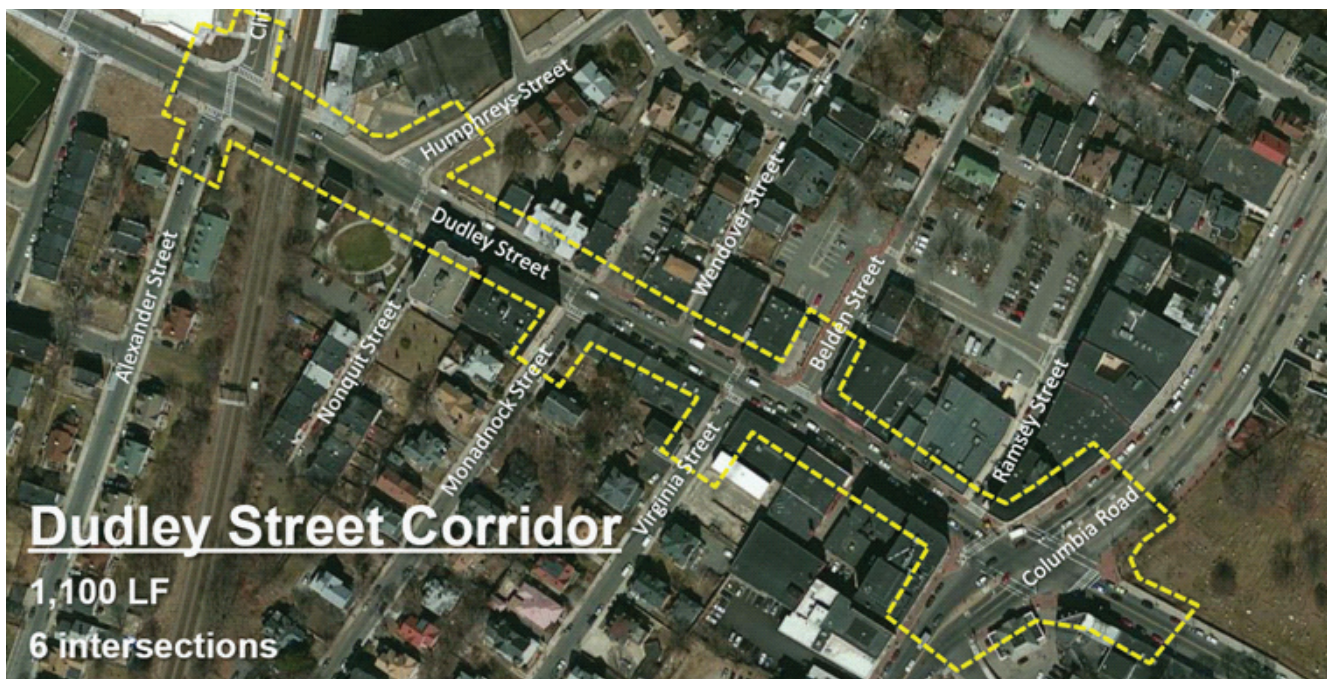 Clif
Humphreys Street
Wendover Street
Dudley Street
Belden Street
Alexander Street
Nonquit Street
Monadnock Street
Virginia Street
Ramsey Street
Columbia Road
Dudley Street Corridor
1,100 LF
6 intersections